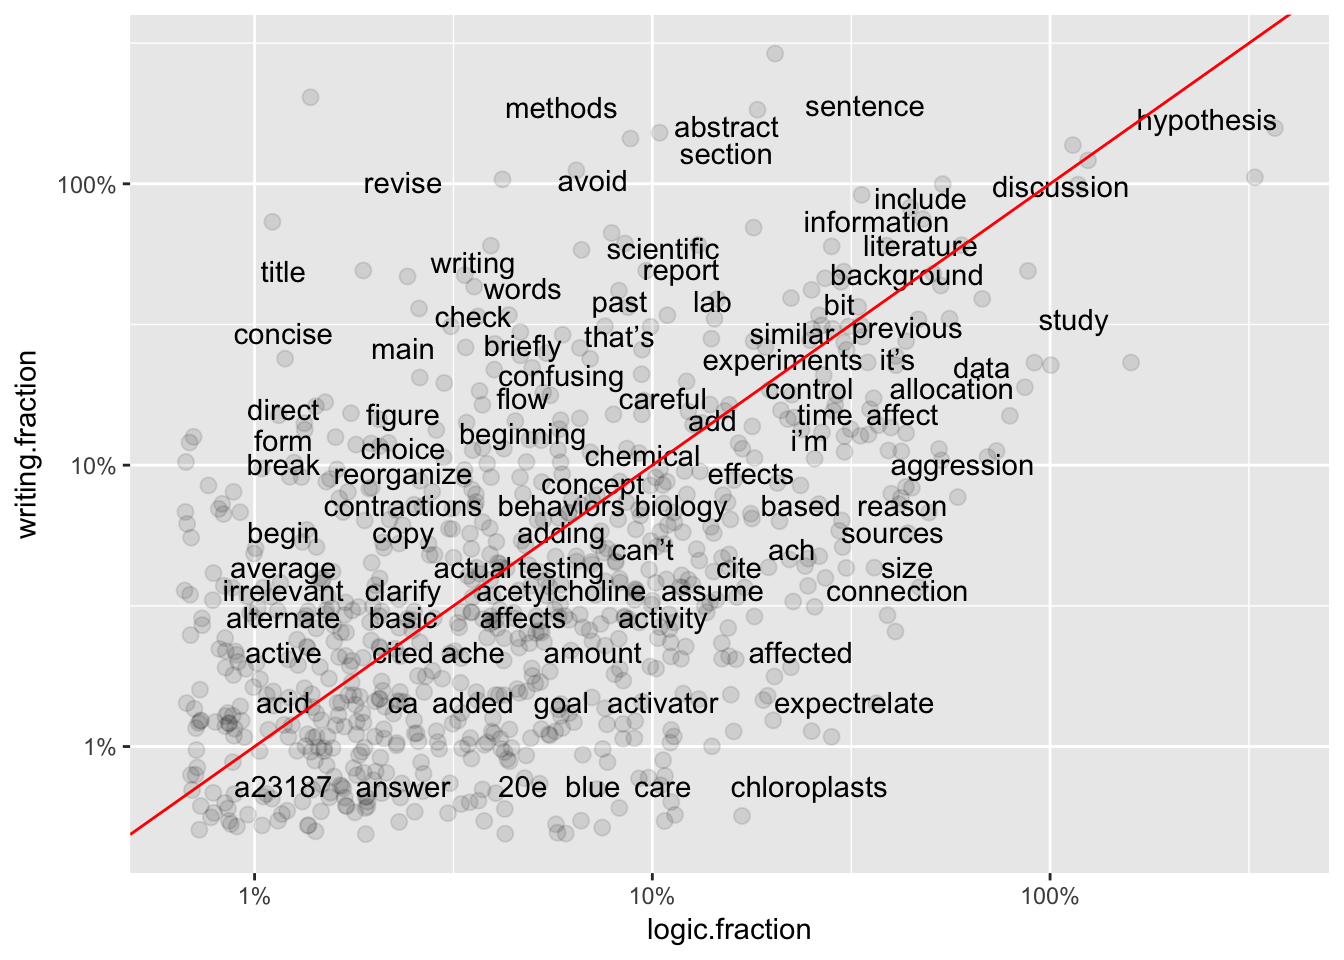 methods
sentence
hypothesis
abstract
section
100%
revise
avoid
discussion
include
information
literature
scientific
writing
title
report
background
words
past
lab
bit
check
study
concise
that’s
similar
previous
main
briefly
experiments
it’s
data
confusing
control
allocation
flow
careful
direct
figure
add
time
affect
form
beginning
i’m
choice
chemical
10%
break
reorganize
effects
aggression
concept
contractions
behaviors
biology
based
reason
begin
copy
adding
sources
can’t
ach
average
actual
testing
cite
size
irrelevant
clarify
acetylcholine
assume
connection
alternate
basic
affects
activity
active
cited
ache
amount
affected
acid
ca
added
goal
activator
expect
relate
1%
a23187
answer
20e
blue
care
chloroplasts
1%
10%
100%
logic.fraction
writing.fraction